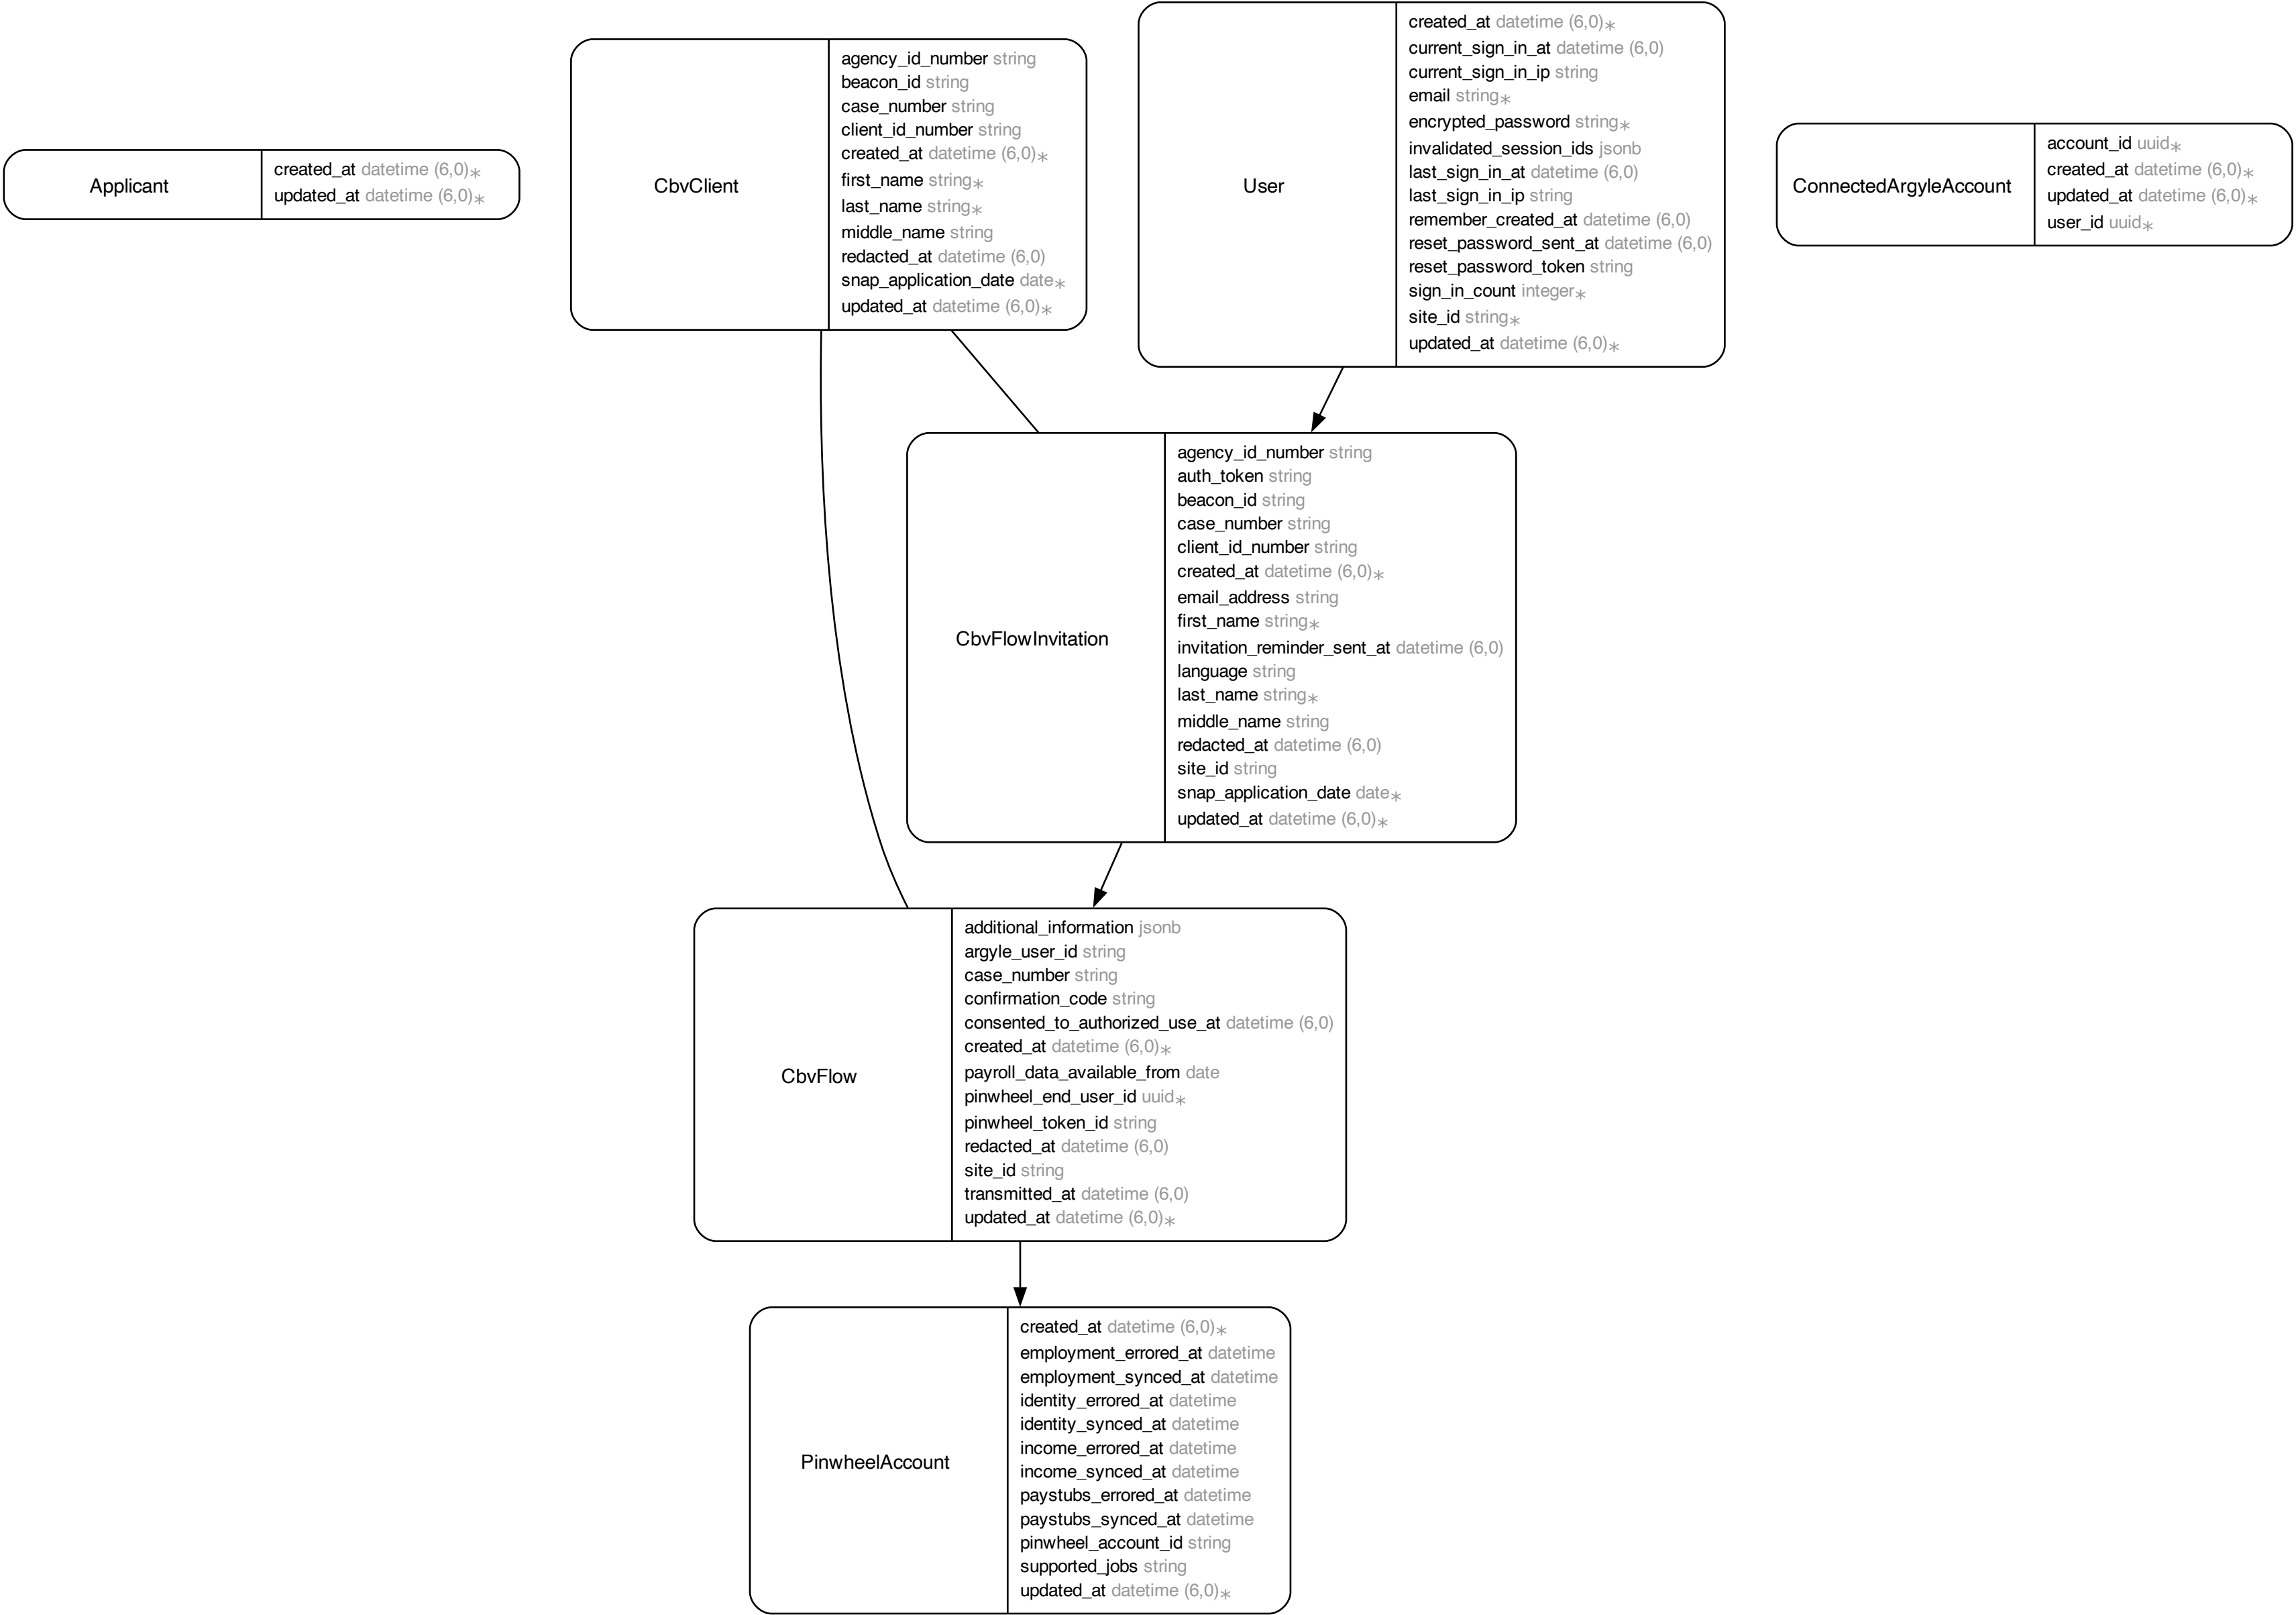 Applicant
created_at datetime (6,0)*
updated_at datetime (6,0)*
CbvClient
agency_id_number string
beacon_id string
case_number string
client_id_number string
created_at datetime (6,0)*
first_name string*
last_name string*
middle_name string
redacted_at datetime (6,0)
snap_application_date date*
updated_at datetime (6,0)*
User
created_at datetime (6,0)*
current_sign_in_at datetime (6,0)
current_sign_in_ip string
email string*
encrypted_password string*
invalidated_session_ids jsonb
last_sign_in_at datetime (6,0)
last_sign_in_ip string
remember_created_at datetime (6,0)
reset_password_sent_at datetime (6,0)
reset_password_token string
sign_in_count integer*
site_id string*
updated_at datetime (6,0)*
ConnectedArgyleAccount
account_id uuid*
created_at datetime (6,0)*
updated_at datetime (6,0)*
user_id uuid*
CbvFlowInvitation
agency_id_number string
auth_token string
beacon_id string
case_number string
client_id_number string
created_at datetime (6,0)*
email_address string
first_name string*
invitation_reminder_sent_at datetime (6,0)
language string
last_name string*
middle_name string
redacted_at datetime (6,0)
site_id string
snap_application_date date*
updated_at datetime (6,0)*
CbvFlow
additional_information jsonb
argyle_user_id string
case_number string
confirmation_code string
consented_to_authorized_use_at datetime (6,0)
created_at datetime (6,0)*
payroll_data_available_from date
pinwheel_end_user_id uuid*
pinwheel_token_id string
redacted_at datetime (6,0)
site_id string
transmitted_at datetime (6,0)
updated_at datetime (6,0)*
PinwheelAccount
created_at datetime (6,0)*
employment_errored_at datetime
employment_synced_at datetime
identity_errored_at datetime
identity_synced_at datetime
income_errored_at datetime
income_synced_at datetime
paystubs_errored_at datetime
paystubs_synced_at datetime
pinwheel_account_id string
supported_jobs string
updated_at datetime (6,0)*